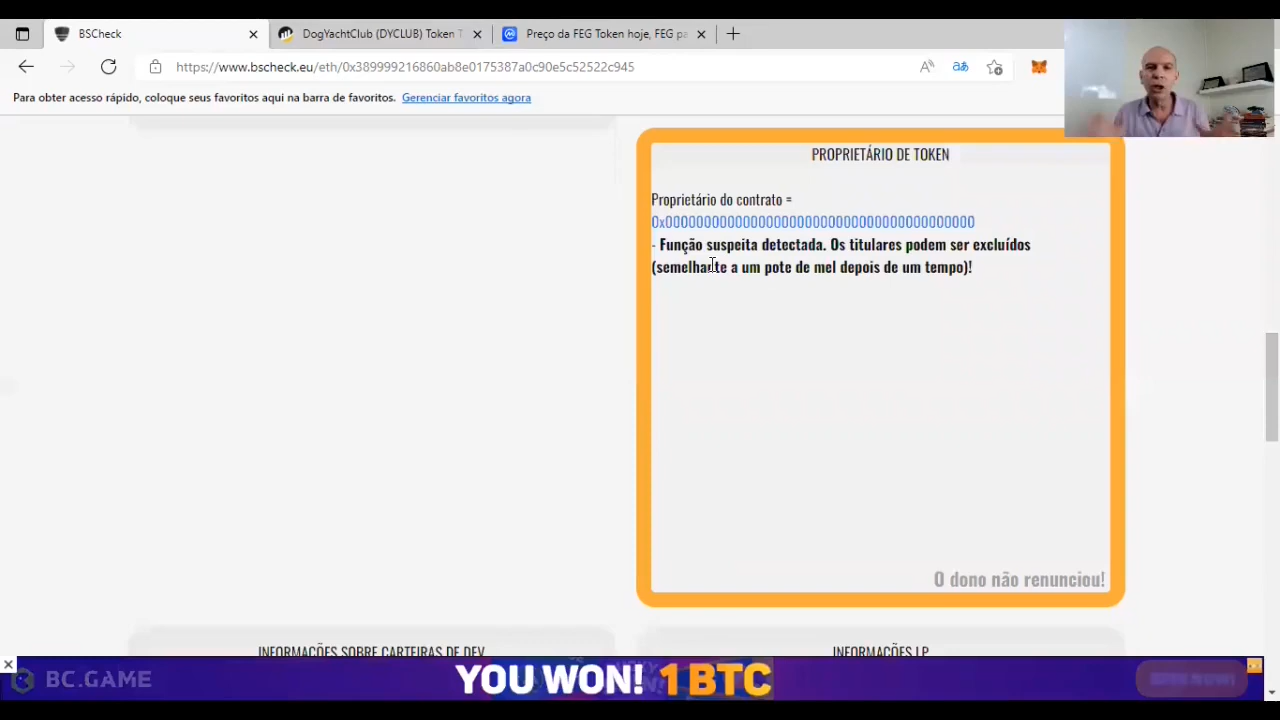 BSCheck
DogYachtClub (DYCLUB) Token T
Preço da FEG Token hoje, FEG pa
https://www.bscheck.eu/eth/0x389999216860ab8e0175387a0c90e5c52522c945
Para obter acesso rápido, coloque seus favoritos aqui na barra de favoritos. Gerenciar favoritos agora
PROPRIETÁRIO DE TOKEN
Proprietário do contrato =
0x0000000000000000000000000000000000000000
- Função suspeita detectada. Os titulares podem ser excluídos
(semelhante a um pote de mel depois de um tempo)!
O dono não renunciou!
INFORMAÇÕES SOBRE CARTEIRAS DE DEV
INFORMAÇÕES LP
BC.GAME
YOU WON! 1 BTC